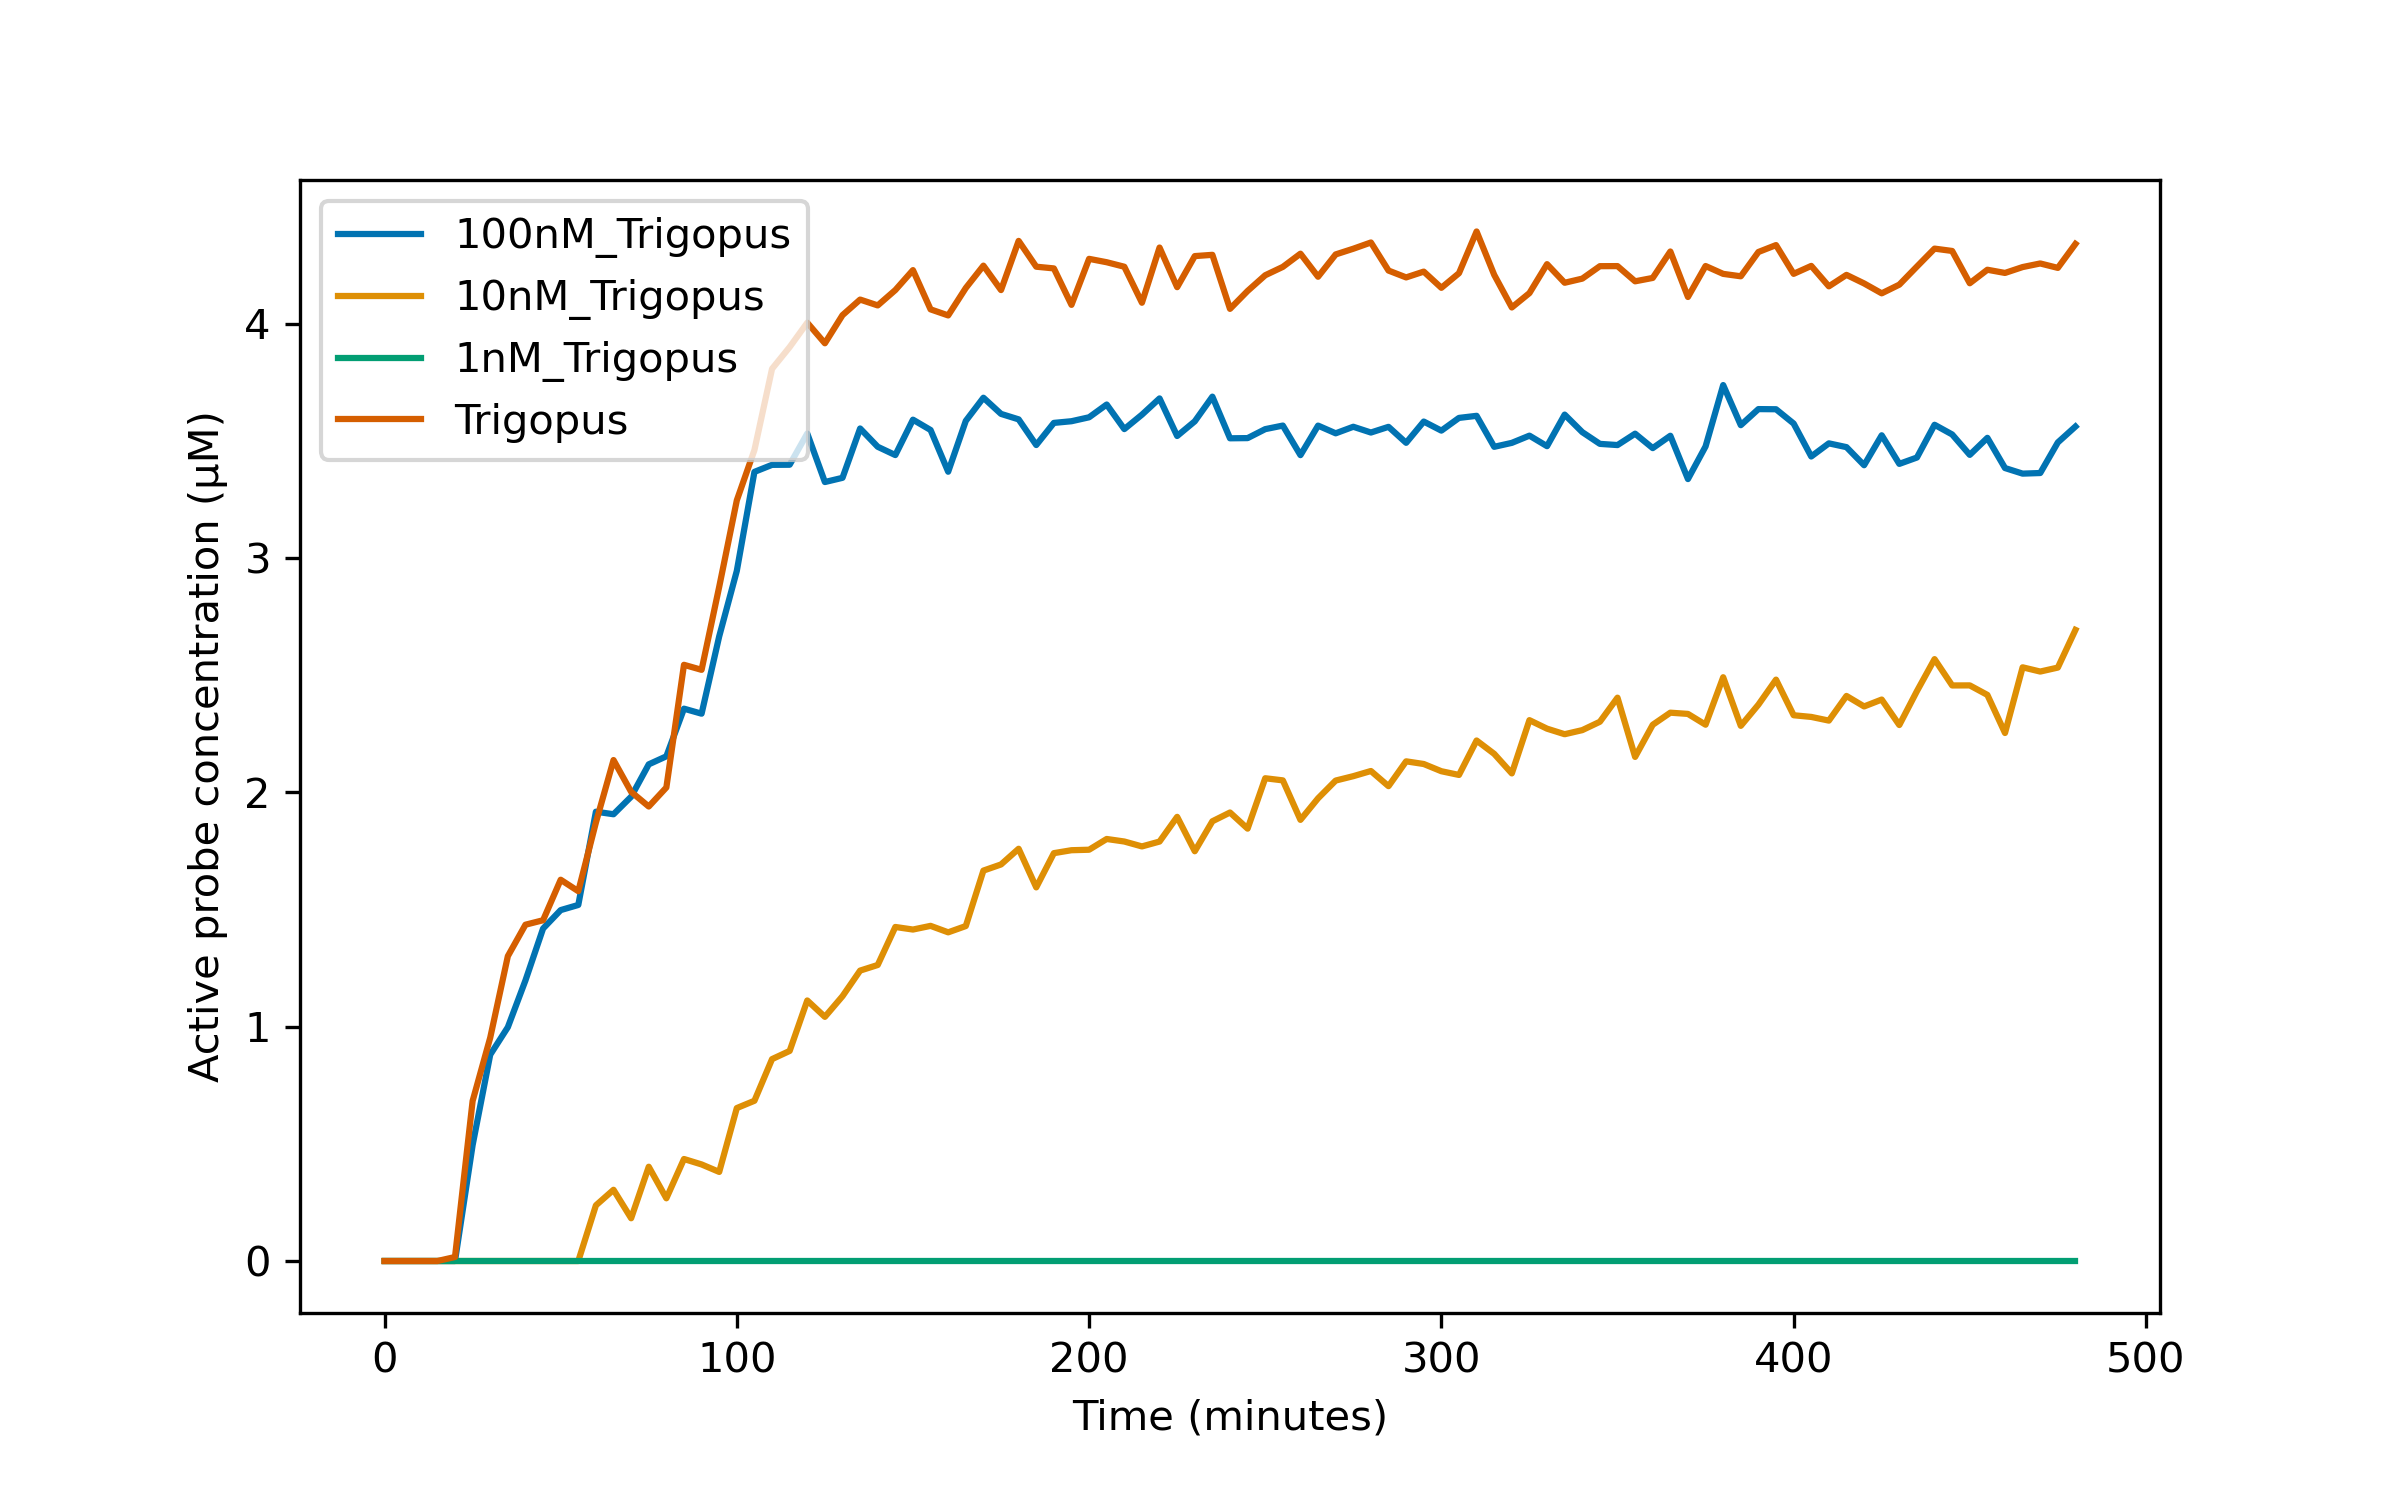 100nM_Trigopus
10nM_Trigopus
1nM_Trigopus
Trigopus
4
3
2
1
0
Active probe concentration (μM)
0 100 200 300 400 500
Time (minutes)